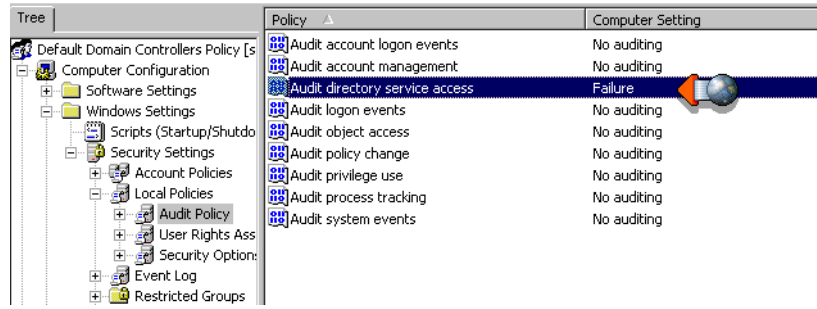 Tree
Policy
Computer Setting
Default Domain Controllers Policy [s
Computer Configuration
Software Settings
Windows Settings
Scripts (Startup/Shutdo
Security Settings
Account Policies
Local Policies
Audit Policy
User Rights Ass
Security Option
Event Log
Restricted Groups
Audit account logon events No auditing
Audit account management No auditing
Audit directory service access Failure
Audit logon events No auditing
Audit object access No auditing
Audit policy change No auditing
Audit privilege use No auditing
Audit process tracking No auditing
Audit system events No auditing